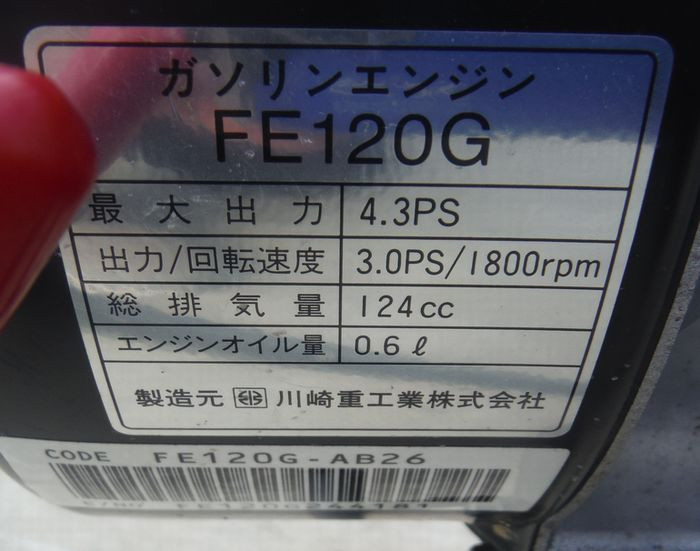 ガソリンエンジン
FE120G
最大出力 4.3PS
出力/回転速度 3.0PS/1800rpm
総排気量 124cc
エンジンオイル量 0.6ℓ
製造元 川崎重工業株式会社
CODE FE120G-AB26
E/NO FE120G244181